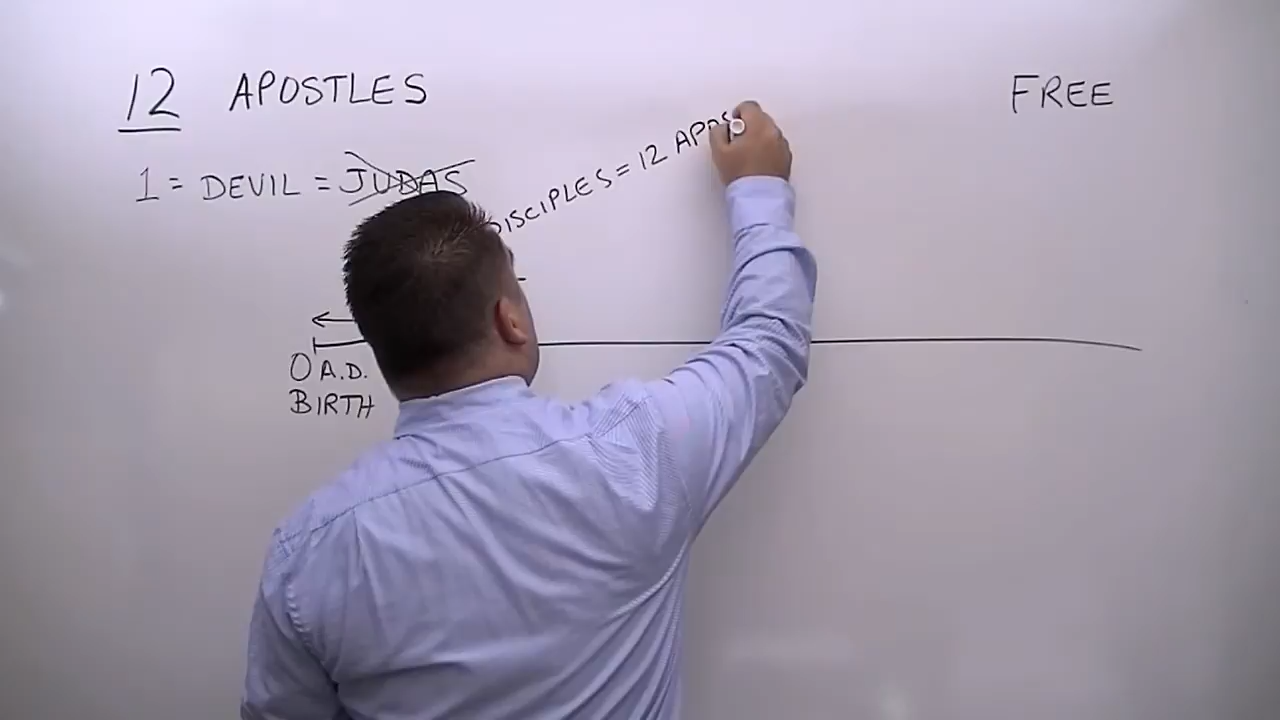 12 APOSTLES
FREE
1 = DEVIL = JUDAS
DISCIPLES = 12 APOS
0 A.D.
BIRTH